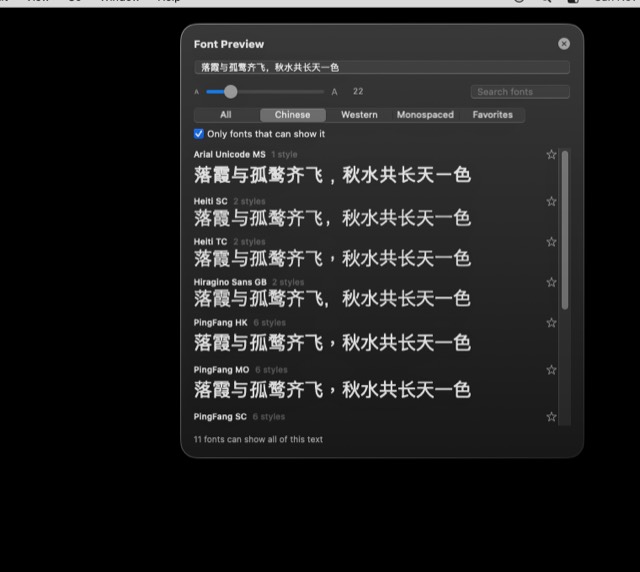 Font Preview
落霞与孤鹜齐飞，秋水共长天一色
A A 22 Search fonts
All Chinese Western Monospaced Favorites
Only fonts that can show it
Arial Unicode MS 1 style
落霞与孤鹜齐飞，秋水共长天一色
Heiti SC 2 styles
落霞与孤鹜齐飞，秋水共长天一色
Heiti TC 2 styles
落霞与孤鹜齐飞，秋水共长天一色
Hiragino Sans GB 2 styles
落霞与孤鹜齐飞，秋水共长天一色
PingFang HK 6 styles
落霞与孤鹜齐飞，秋水共长天一色
PingFang MO 6 styles
落霞与孤鹜齐飞，秋水共长天一色
PingFang SC 6 styles
11 fonts can show all of this text